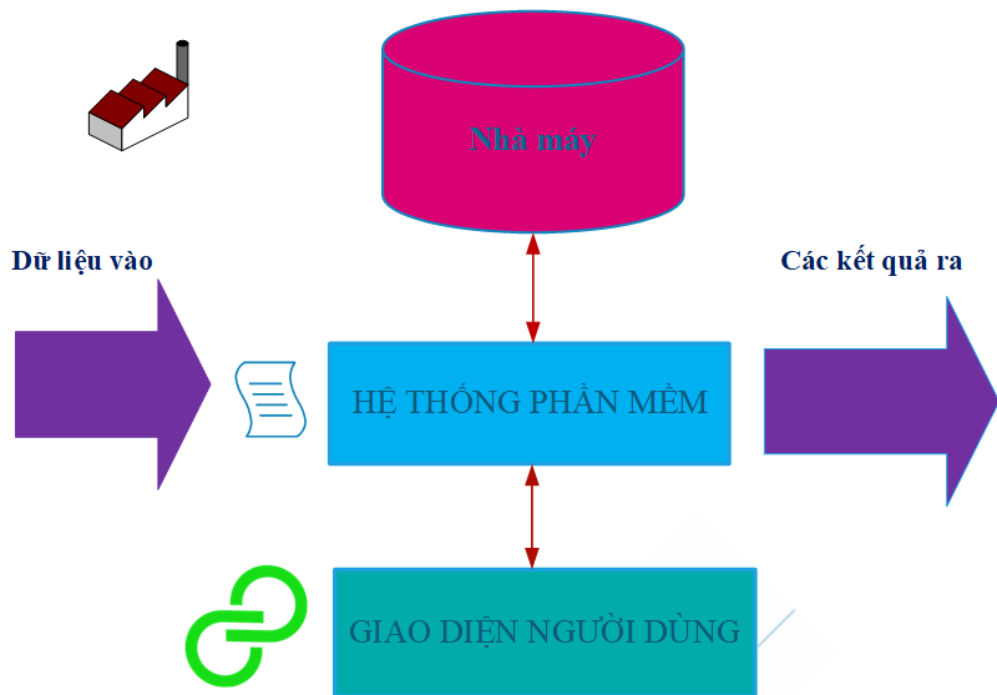 Nhà máy
Dữ liệu vào
Các kết quả ra
HỆ THỐNG PHẦN MỀM
GIAO DIỆN NGƯỜI DÙNG